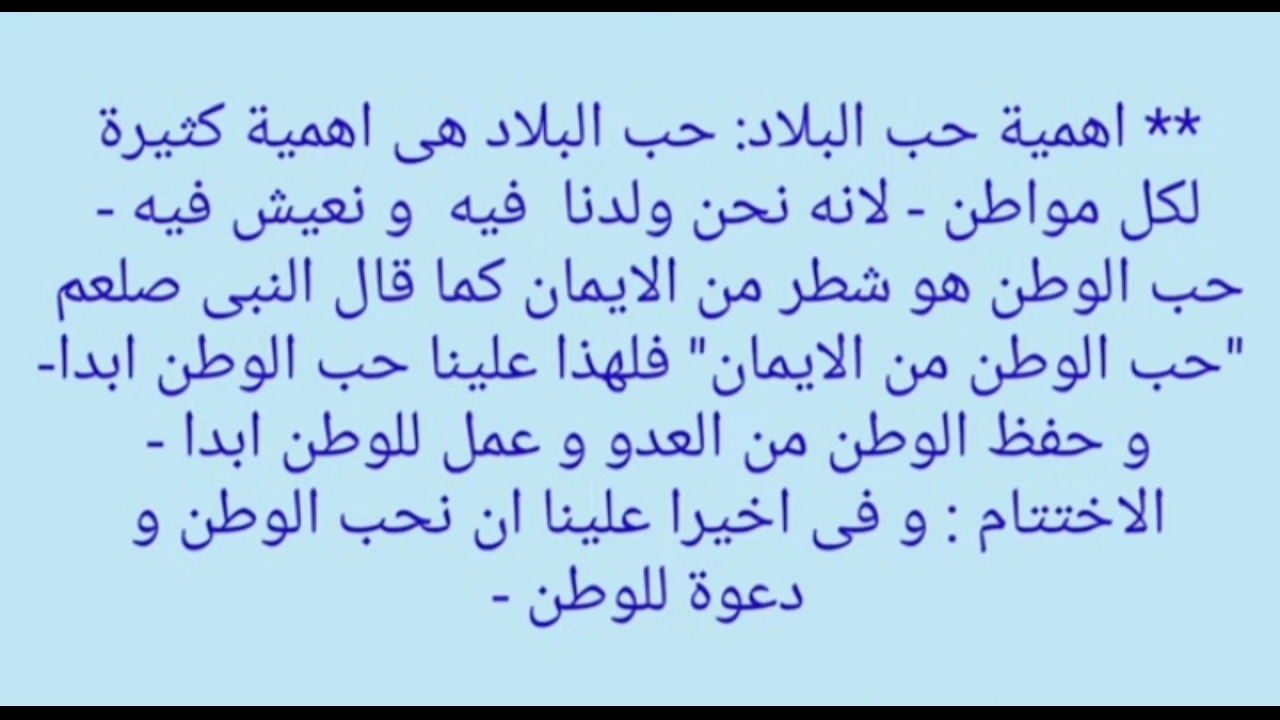 ** اهمية حب البلاد: حب البلاد هى اهمية كثيرة
لكل مواطن - لانه نحن ولدنا فيه و نعيش فيه -
حب الوطن هو شطر من الايمان كما قال النبى صلعم
"حب الوطن من الايمان" فلهذا علينا حب الوطن ابدا-
و حفظ الوطن من العدو و عمل للوطن ابدا -
الاختتام : و فى اخيرا علينا ان نحب الوطن و
دعوة للوطن -